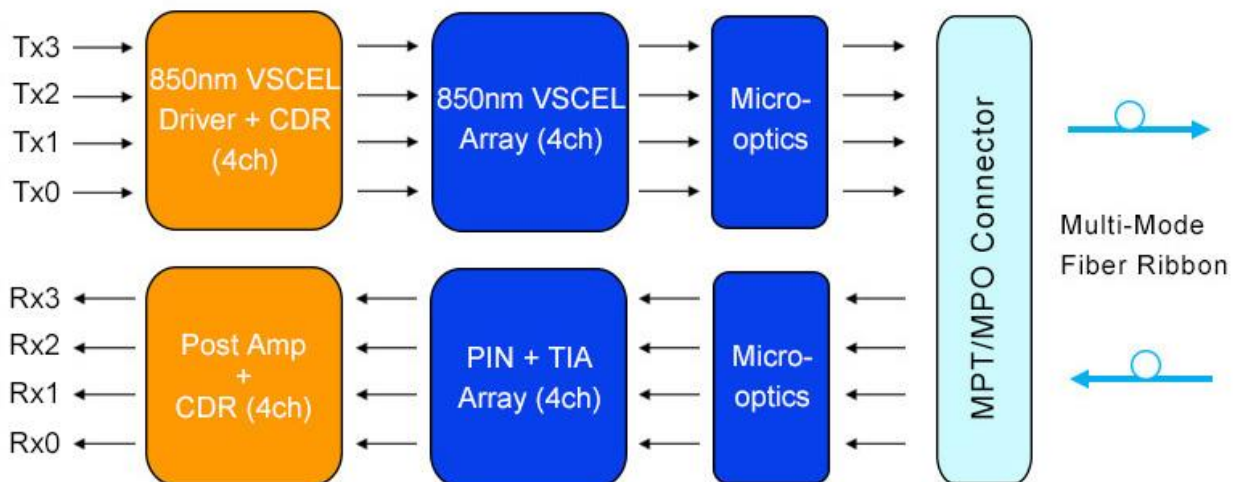 Tx3
Tx2
Tx1
Tx0
850nm VSCEL
Driver + CDR
(4ch)
850nm VSCEL
Array (4ch)
Micro-
optics
MPT/MPO Connector
Multi-Mode
Fiber Ribbon
Rx3
Rx2
Rx1
Rx0
Post Amp
+
CDR (4ch)
PIN + TIA
Array (4ch)
Micro-
optics